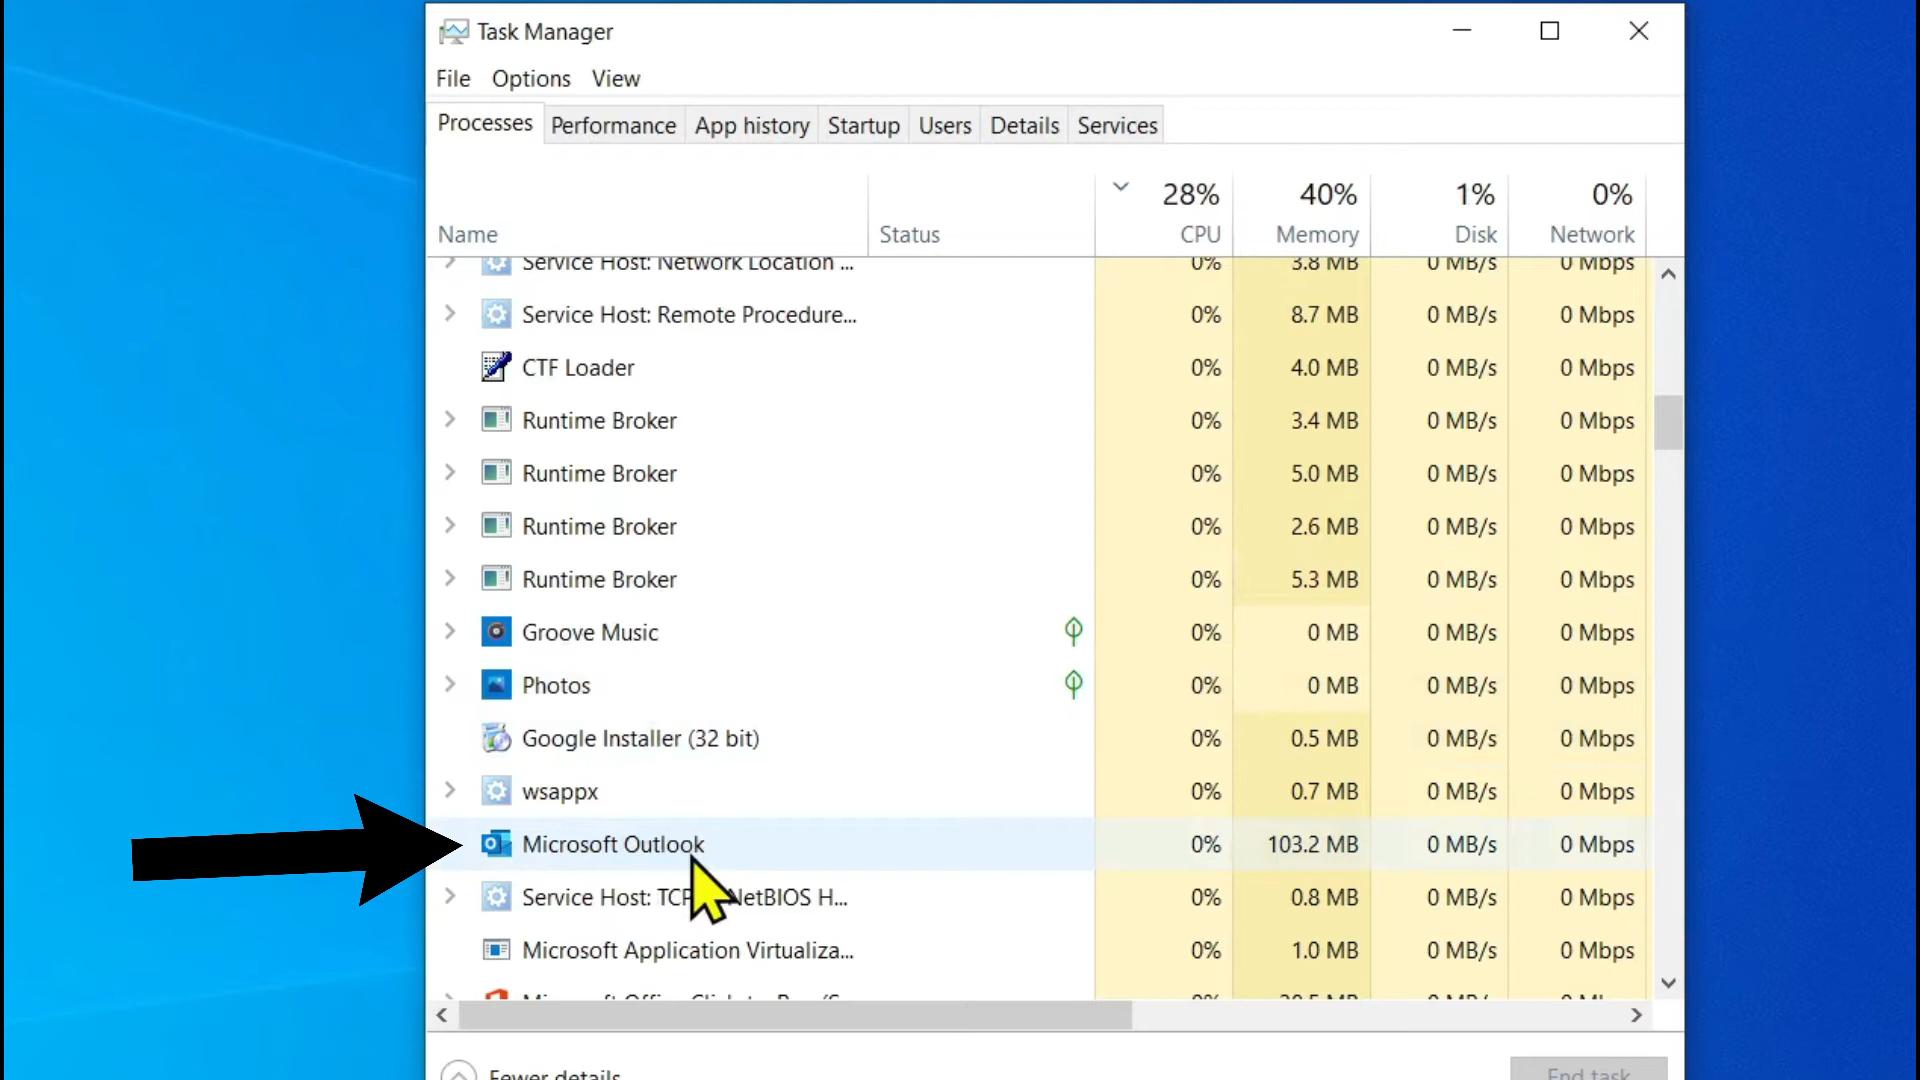 Task Manager
File Options View
Processes Performance App history Startup Users Details Services
28% 40% 1% 0%
Name Status CPU Memory Disk Network
Service Host: Network Location ... 0% 3.8 MB 0 MB/s 0 Mbps
Service Host: Remote Procedure... 0% 8.7 MB 0 MB/s 0 Mbps
CTF Loader 0% 4.0 MB 0 MB/s 0 Mbps
Runtime Broker 0% 3.4 MB 0 MB/s 0 Mbps
Runtime Broker 0% 5.0 MB 0 MB/s 0 Mbps
Runtime Broker 0% 2.6 MB 0 MB/s 0 Mbps
Runtime Broker 0% 5.3 MB 0 MB/s 0 Mbps
Groove Music 0% 0 MB 0 MB/s 0 Mbps
Photos 0% 0 MB 0 MB/s 0 Mbps
Google Installer (32 bit) 0% 0.5 MB 0 MB/s 0 Mbps
wsappx 0% 0.7 MB 0 MB/s 0 Mbps
Microsoft Outlook 0% 103.2 MB 0 MB/s 0 Mbps
Service Host: NetBIOS H... 0% 0.8 MB 0 MB/s 0 Mbps
Microsoft Application Virtualiza... 0% 1.0 MB 0 MB/s 0 Mbps
Microsoft Office
Fewer details End task